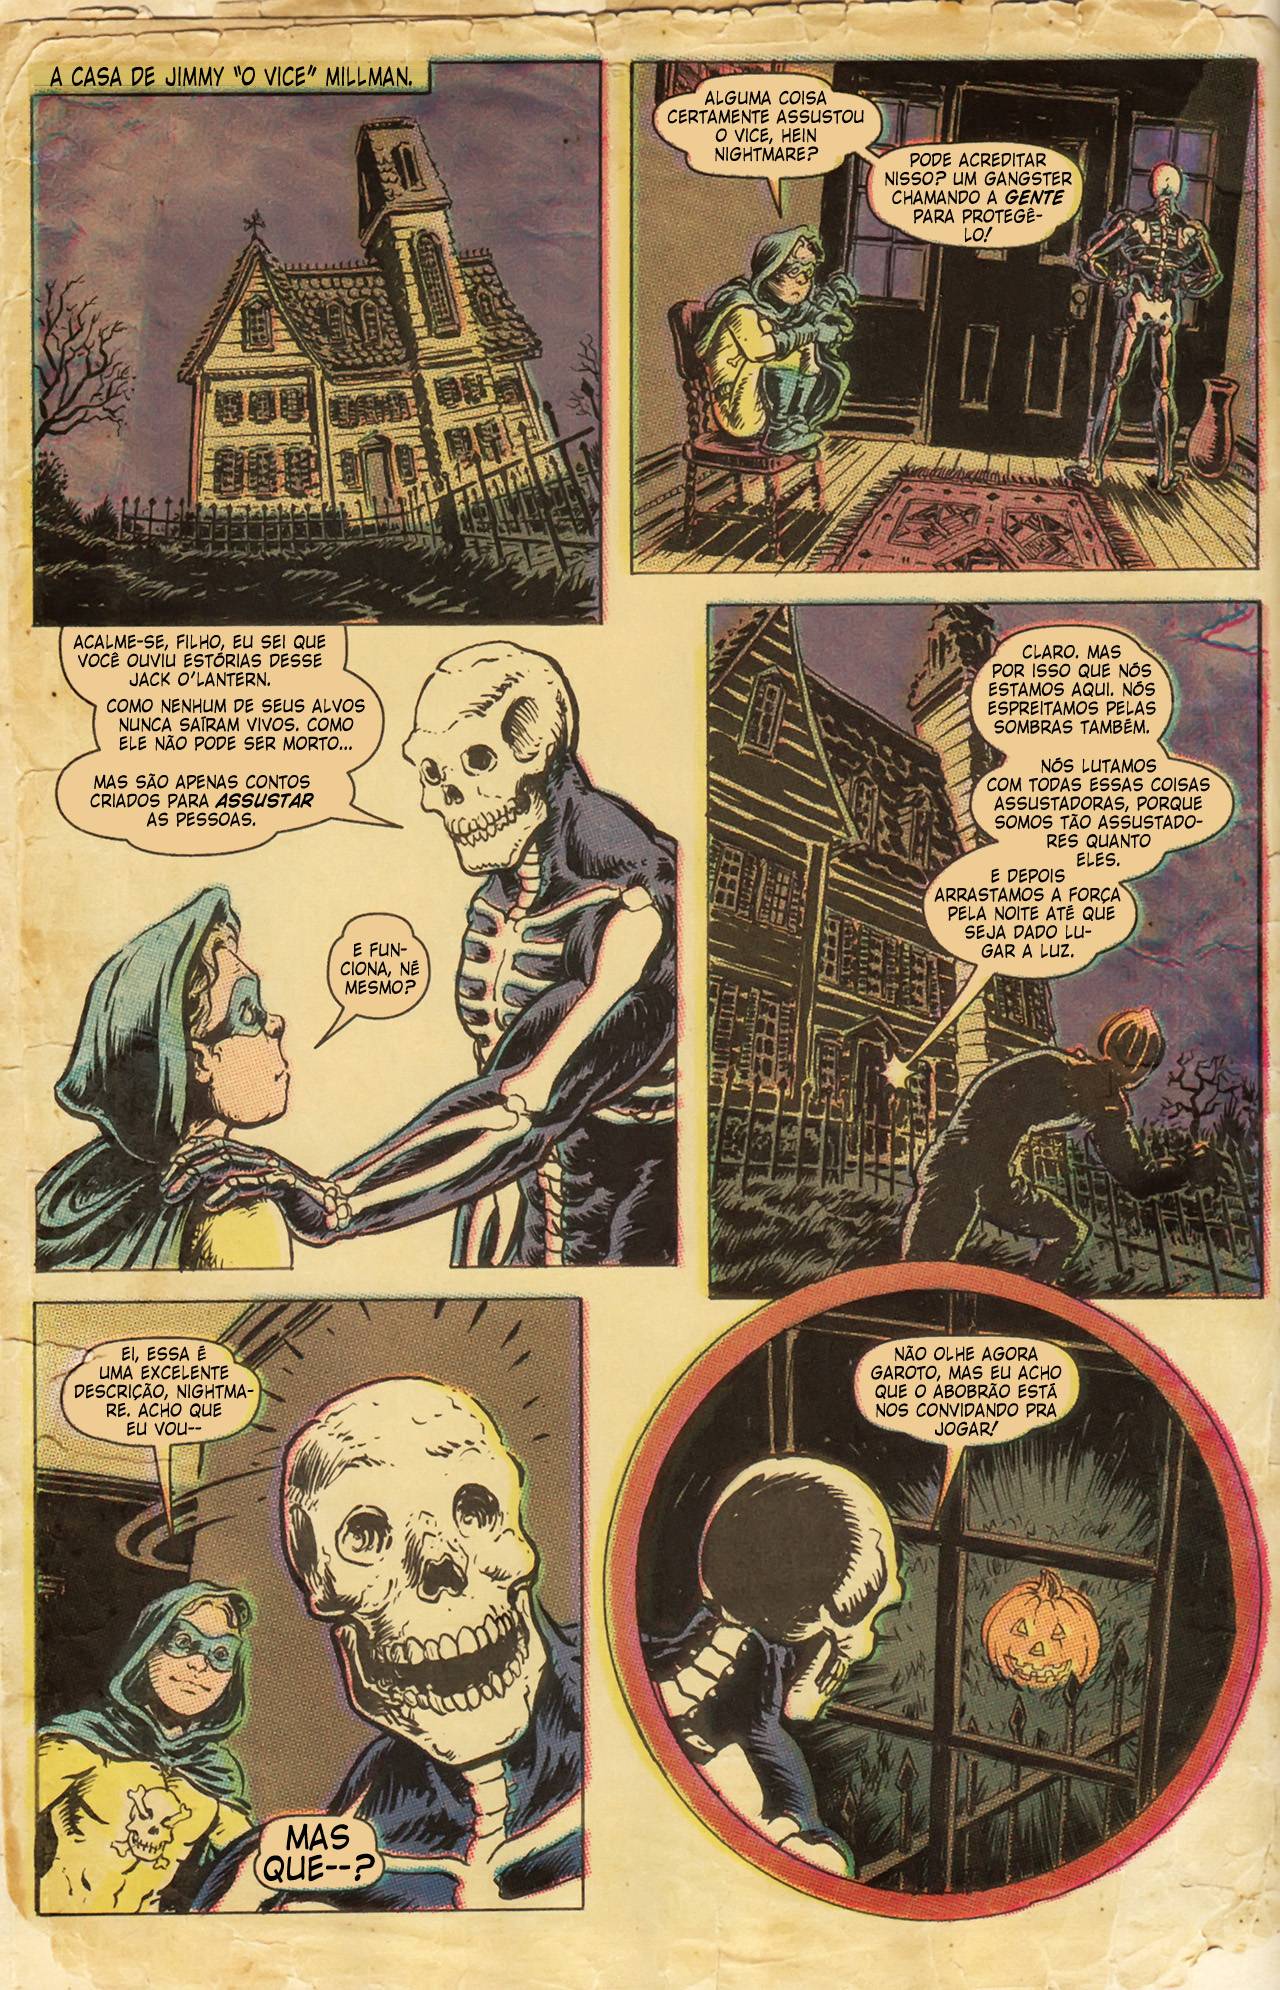 A CASA DE JIMMY "O VICE" MILLMAN.
ALGUMA COISA
CERTAMENTE ASSUSTOU
O VICE, HEIN
NIGHTMARE?
PODE ACREDITAR
NISSO? UM GANGSTER
CHAMANDO A GENTE
PARA PROTEGÊ-
LO!
ACALME-SE, FILHO, EU SEI QUE
VOCÊ OUVIU ESTÓRIAS DESSE
JACK O'LANTERN.
COMO NENHUM DE SEUS ALVOS
NUNCA SAÍRAM VIVOS. COMO
ELE NÃO PODE SER MORTO...
MAS SÃO APENAS CONTOS
CRIADOS PARA ASSUSTAR
AS PESSOAS.
E FUN-
CIONA, NÉ
MESMO?
CLARO. MAS
POR ISSO QUE NÓS
ESTAMOS AQUI. NÓS
ESPREITAMOS PELAS
SOMBRAS TAMBÉM.
NÓS LUTAMOS
COM TODAS ESSAS COISAS
ASSUSTADORAS, PORQUE
SOMOS TÃO ASSUSTADO-
RES QUANTO
ELES.
E DEPOIS
ARRASTAMOS A FORÇA
PELA NOITE ATÉ QUE
SEJA DADO LU-
GAR A LUZ.
EI, ESSA É
UMA EXCELENTE
DESCRIÇÃO, NIGHTMA-
RE. ACHO QUE
EU VOU--
MAS
QUE--?
NÃO OLHE AGORA
GAROTO, MAS EU ACHO
QUE O ABOBRÃO ESTÁ
NOS CONVIDANDO PRA
JOGAR!